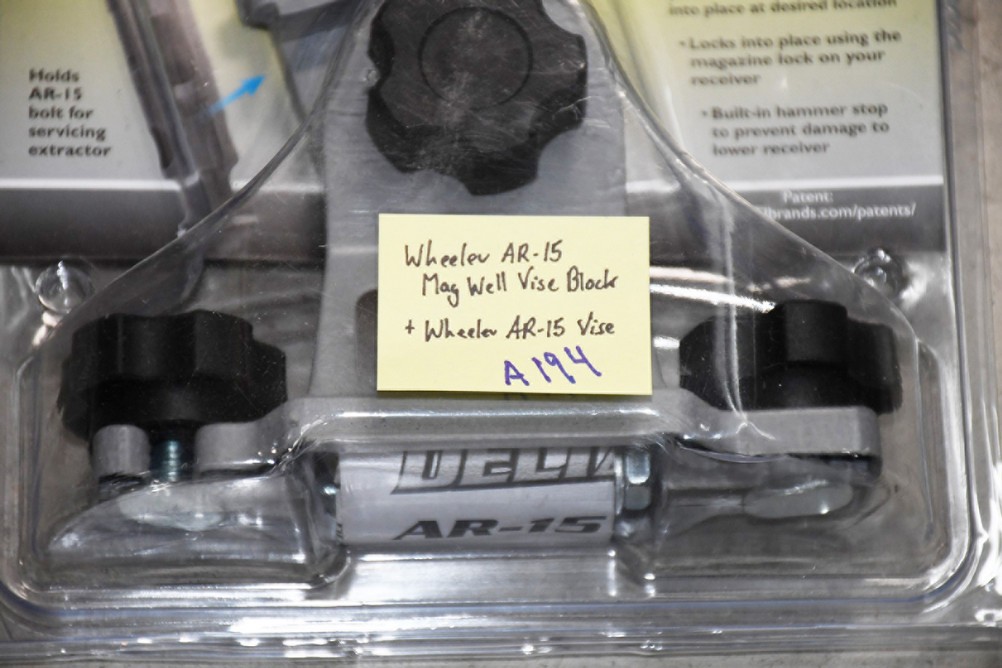 Holds
AR-15
bolt for
servicing
extractor
into place at desired location
•Locks into place using the
magazine lock on your
receiver
•Built-in hammer stop
to prevent damage to
lower receiver
Patent:
brands.com/patents/
Wheeler AR-15
Mag Well Vise Block
+ Wheeler AR-15 Vise
A194
DELTA
AR-15